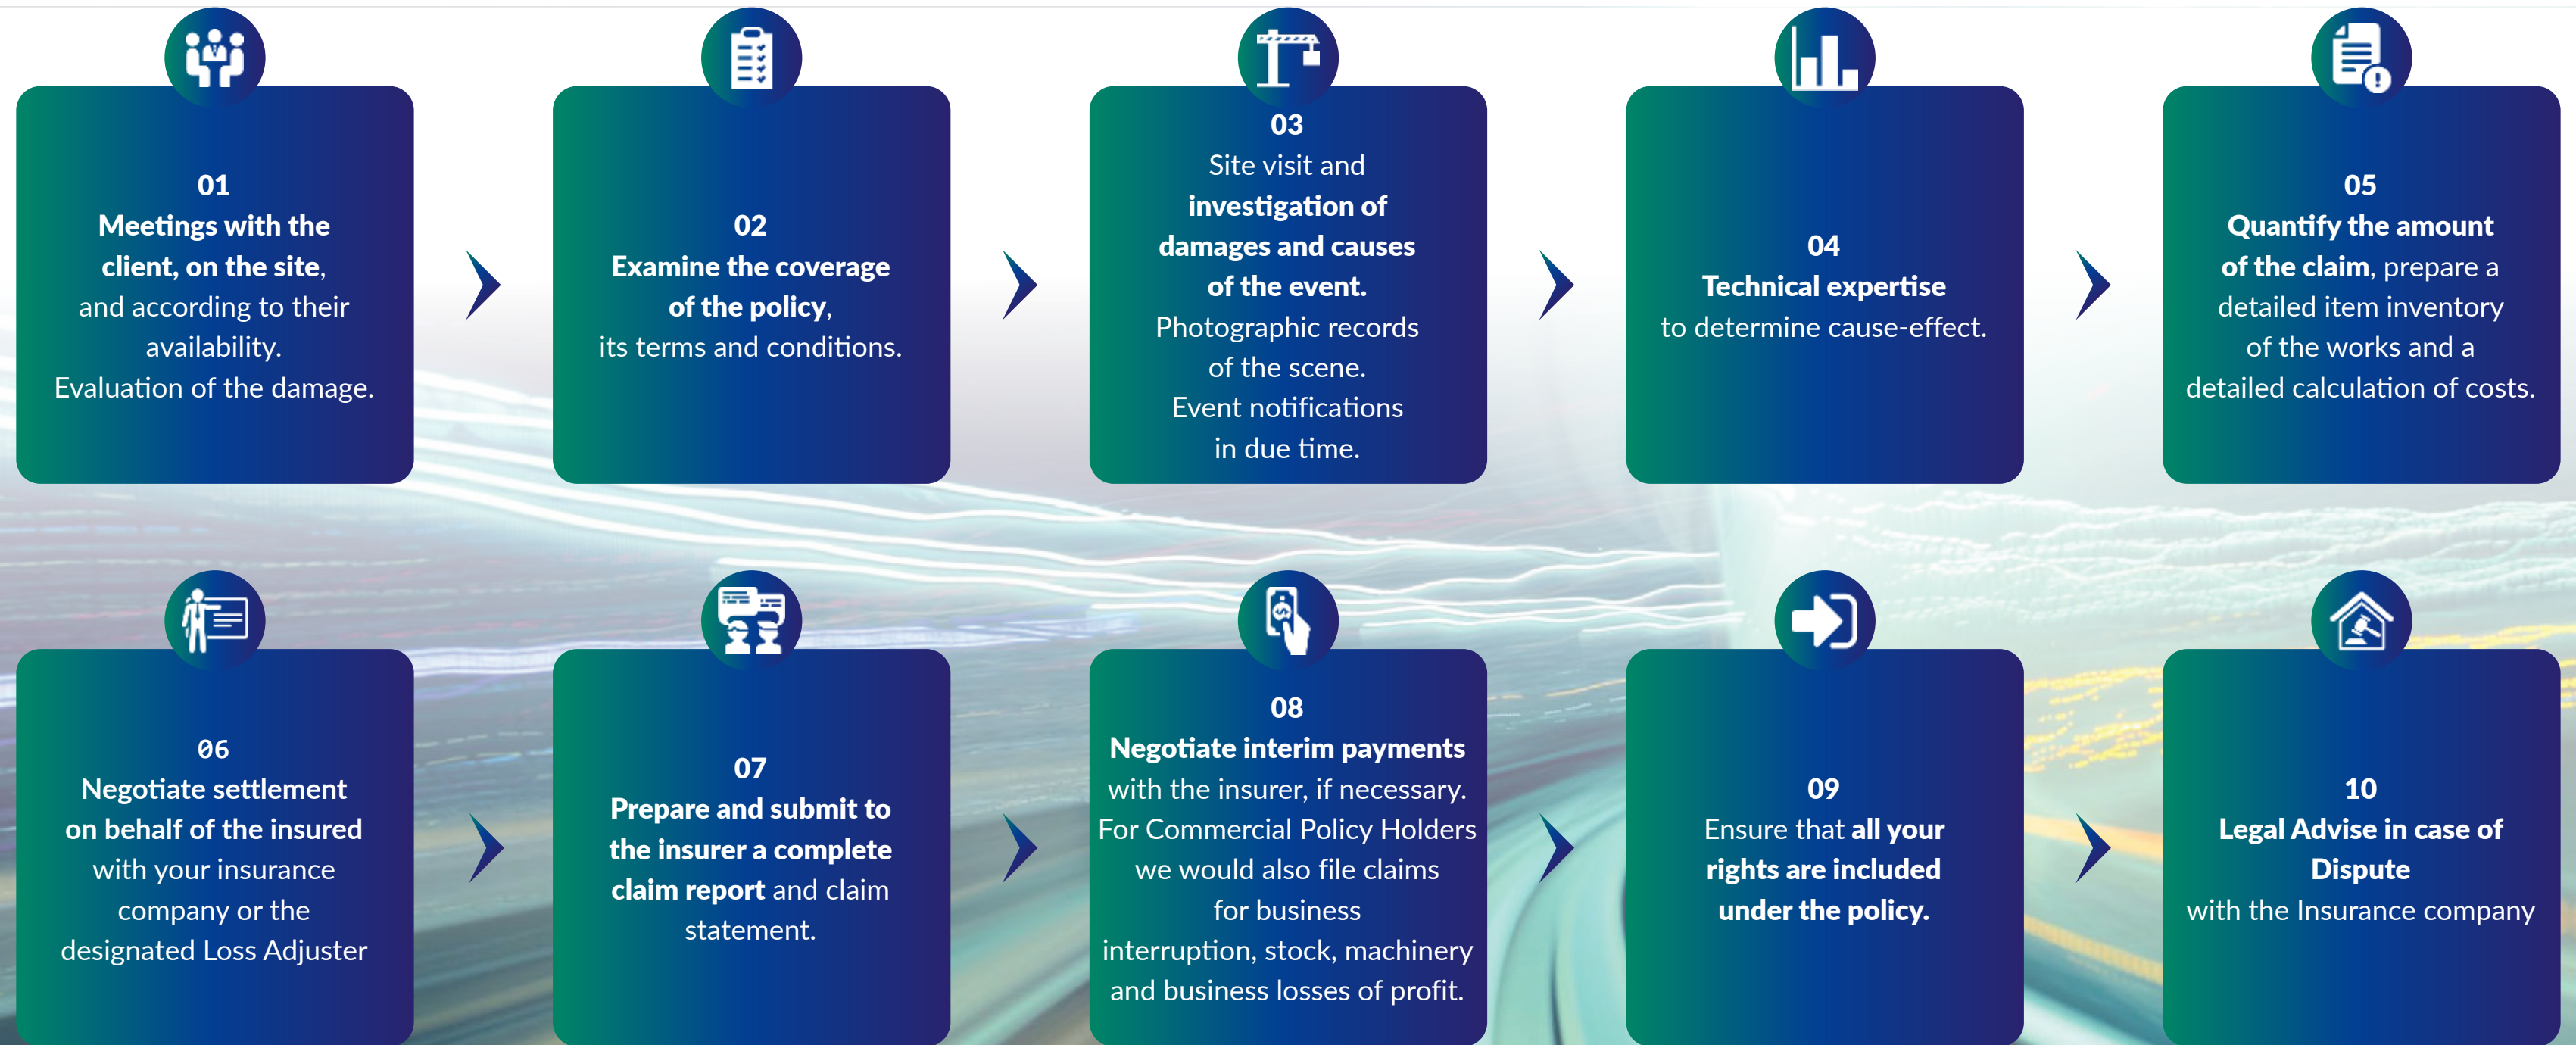 01
Meetings with the
client, on the site,
and according to their
availability.
Evaluation of the damage.
02
Examine the coverage
of the policy,
its terms and conditions.
03
Site visit and
investigation of
damages and causes
of the event.
Photographic records
of the scene.
Event notifications
in due time.
04
Technical expertise
to determine cause-effect.
05
Quantify the amount
of the claim, prepare a
detailed item inventory
of the works and a
detailed calculation of costs.
06
Negotiate settlement
on behalf of the insured
with your insurance
company or the
designated Loss Adjuster
07
Prepare and submit to
the insurer a complete
claim report and claim
statement.
08
Negotiate interim payments
with the insurer, if necessary.
For Commercial Policy Holders
we would also file claims
for business
interruption, stock, machinery
and business losses of profit.
09
Ensure that all your
rights are included
under the policy.
10
Legal Advise in case of
Dispute
with the Insurance company